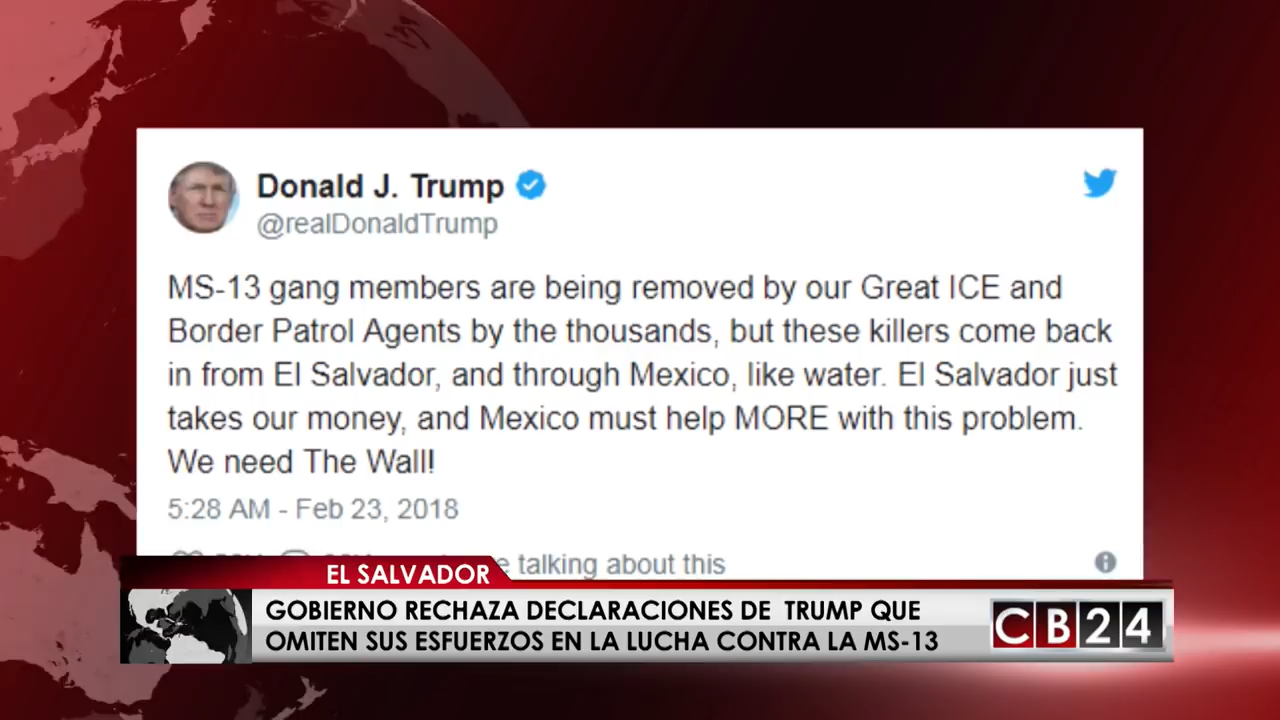 Donald J. Trump
@realDonaldTrump
MS-13 gang members are being removed by our Great ICE and
Border Patrol Agents by the thousands, but these killers come back
in from El Salvador, and through Mexico, like water. El Salvador just
takes our money, and Mexico must help MORE with this problem.
We need The Wall!
5:28 AM - Feb 23, 2018
talking about this
EL SALVADOR
GOBIERNO RECHAZA DECLARACIONES DE TRUMP QUE
OMITEN SUS ESFUERZOS EN LA LUCHA CONTRA LA MS-13
CB24